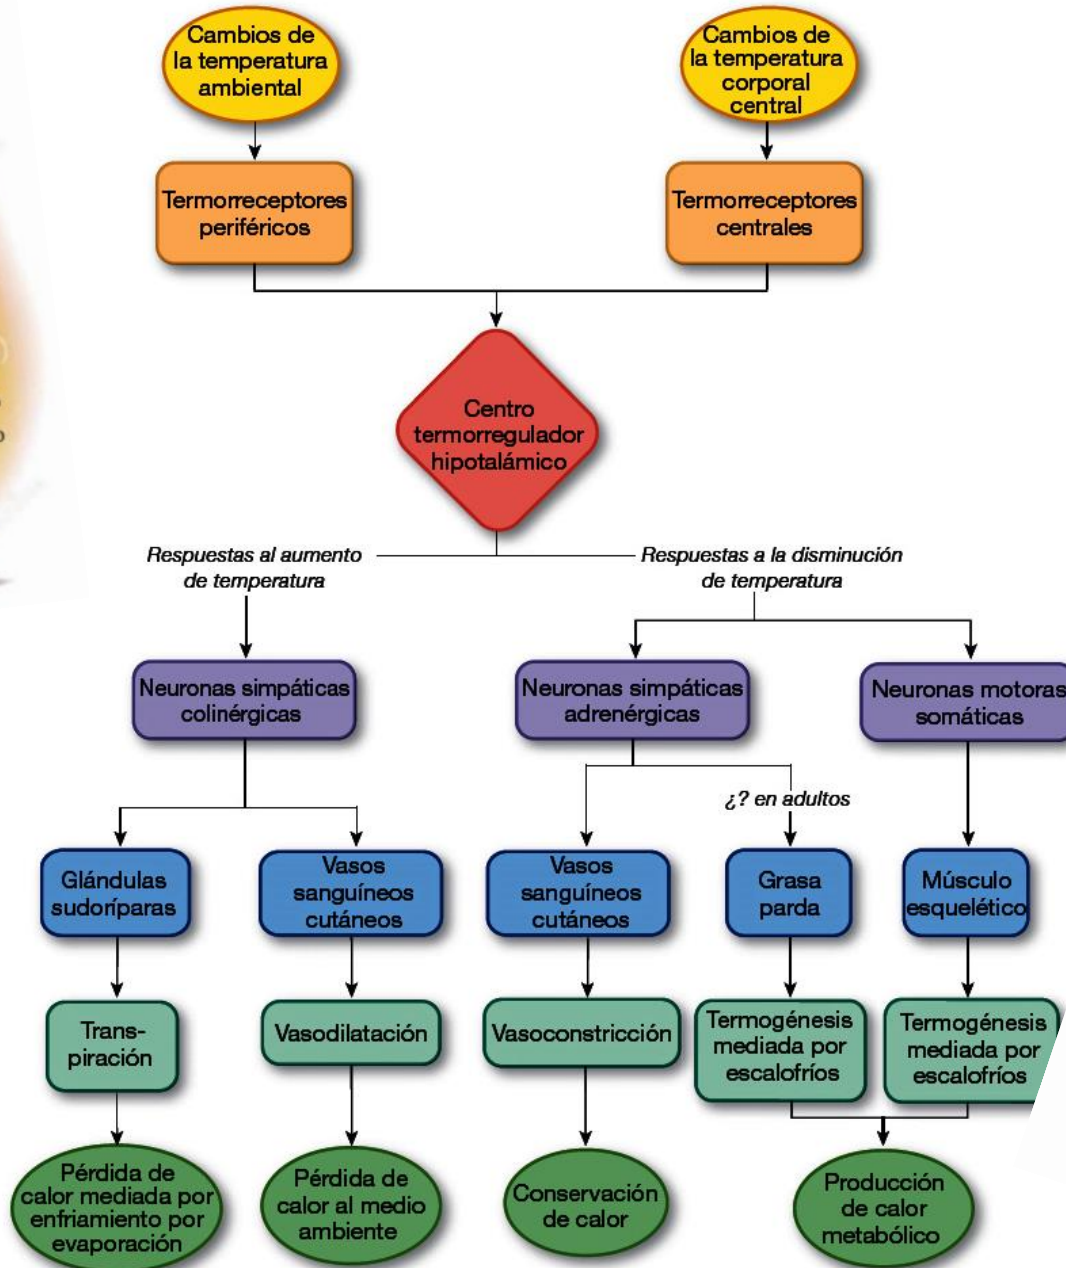 Cambios de
la temperatura
ambiental
Cambios de
la temperatura
corporal
central
Termorreceptores
periféricos
Termorreceptores
centrales
Centro
termorregulador
hipotalámico
Respuestas al aumento
de temperatura
Respuestas a la disminución
de temperatura
Neuronas simpáticas
colinérgicas
Neuronas simpáticas
adrenérgicas
Neuronas motoras
somáticas
¿? en adultos
Glándulas
sudoríparas
Vasos
sanguíneos
cutáneos
Vasos
sanguíneos
cutáneos
Grasa
parda
Músculo
esquelético
Trans-
piración
Vasodilatación
Vasoconstricción
Termogénesis
mediada por
escalofríos
Termogénesis
mediada por
escalofríos
Pérdida de
calor mediada por
enfriamiento por
evaporación
Pérdida de
calor al medio
ambiente
Conservación
de calor
Producción
de calor
metabólico